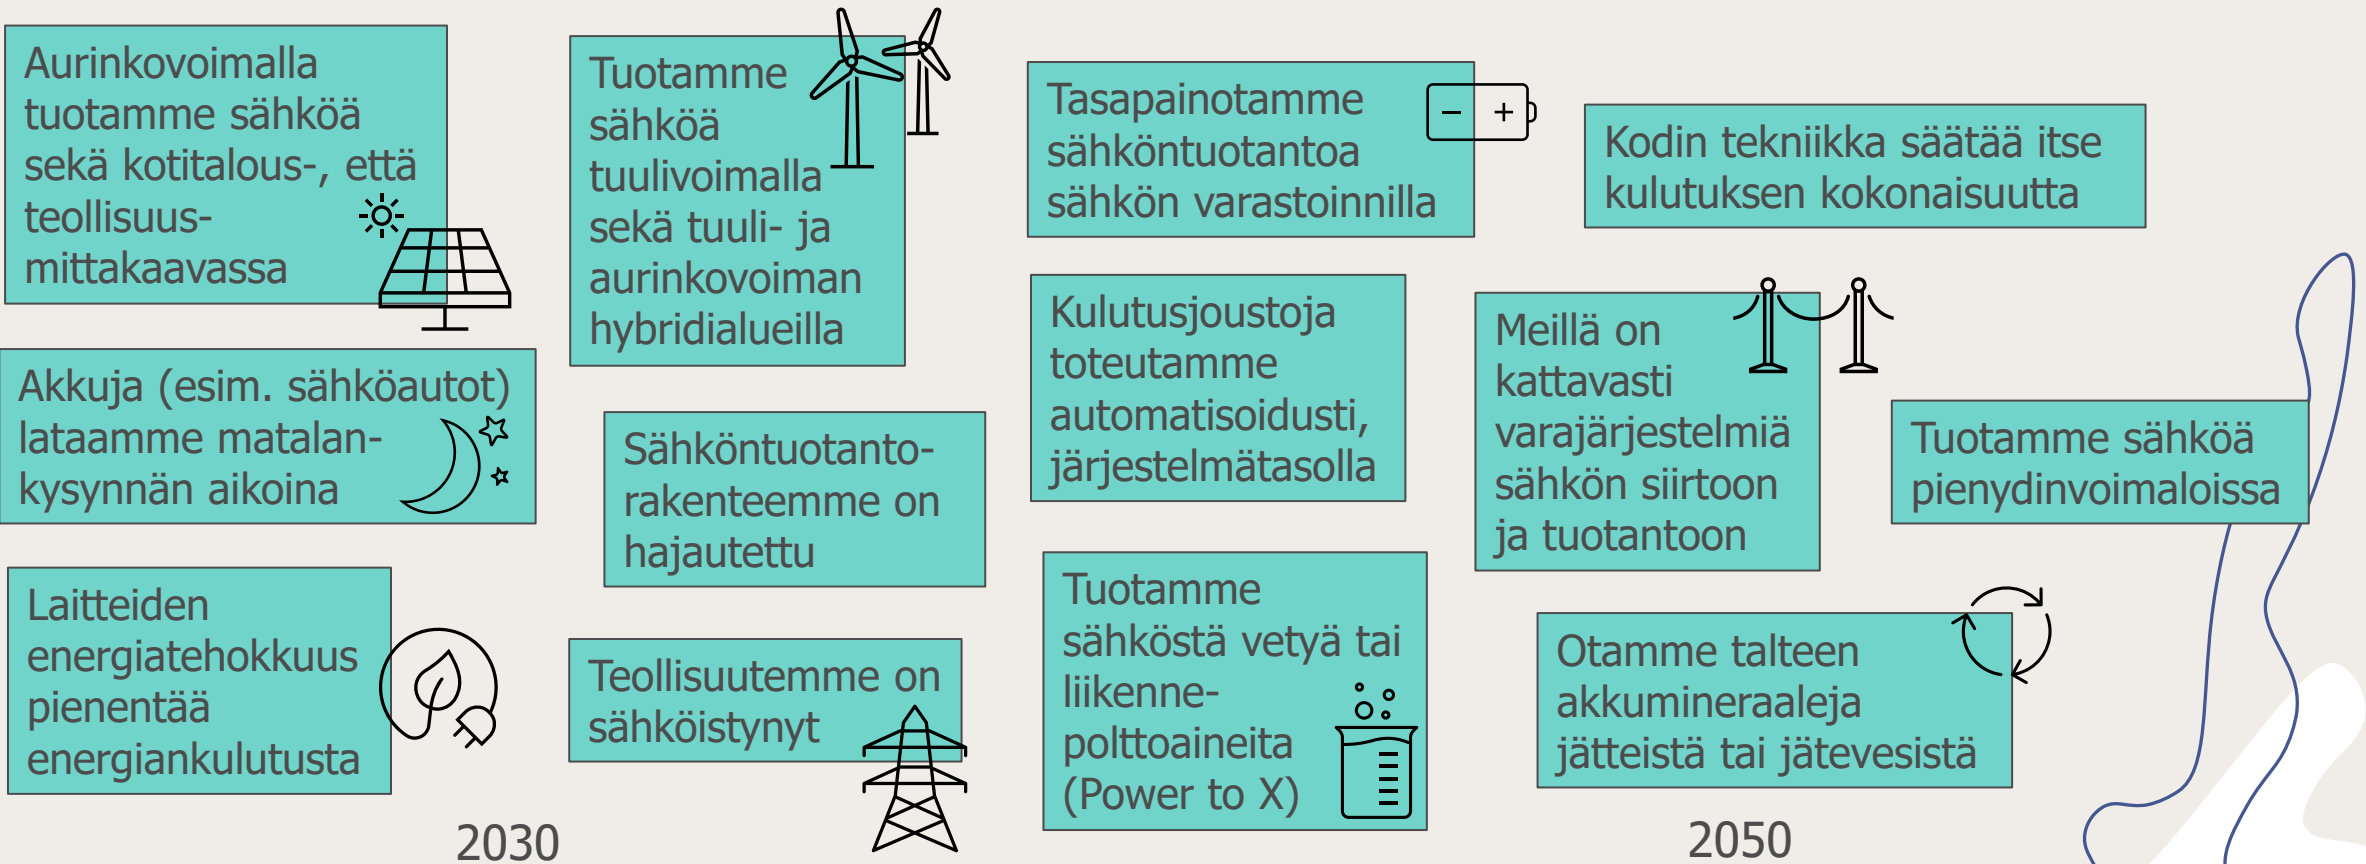 Aurinkovoimalla
tuotamme sähköä
sekä kotitalous-, että
teollisuus-
mittakaavassa
Akkuja (esim. sähköautot)
lataamme matalan-
kysynnän aikoina
Laitteiden
energiatehokkuus
pienentää
energiankulutusta
Tuotamme
sähköä
tuulivoimalla
sekä tuuli- ja
aurinkovoiman
hybridialueilla
Sähköntuotanto-
rakenteemme on
hajautettu
Teollisuutemme on
sähköistynyt
Tasapainotamme
sähköntuotantoa
sähkön varastoinnilla
Kulutusjoustoja
toteutamme
automatisoidusti,
järjestelmätasolla
Tuotamme
sähköstä vetyä tai
liikenne-
polttoaineita
(Power to X)
Kodin tekniikka säätää itse
kulutuksen kokonaisuutta
Meillä on
kattavasti
varajärjestelmiä
sähkön siirtoon
ja tuotantoon
Tuotamme sähköä
pienydinvoimaloissa
Otamme talteen
akkumineraaleja
jätteistä tai jätevesistä
2030
2050